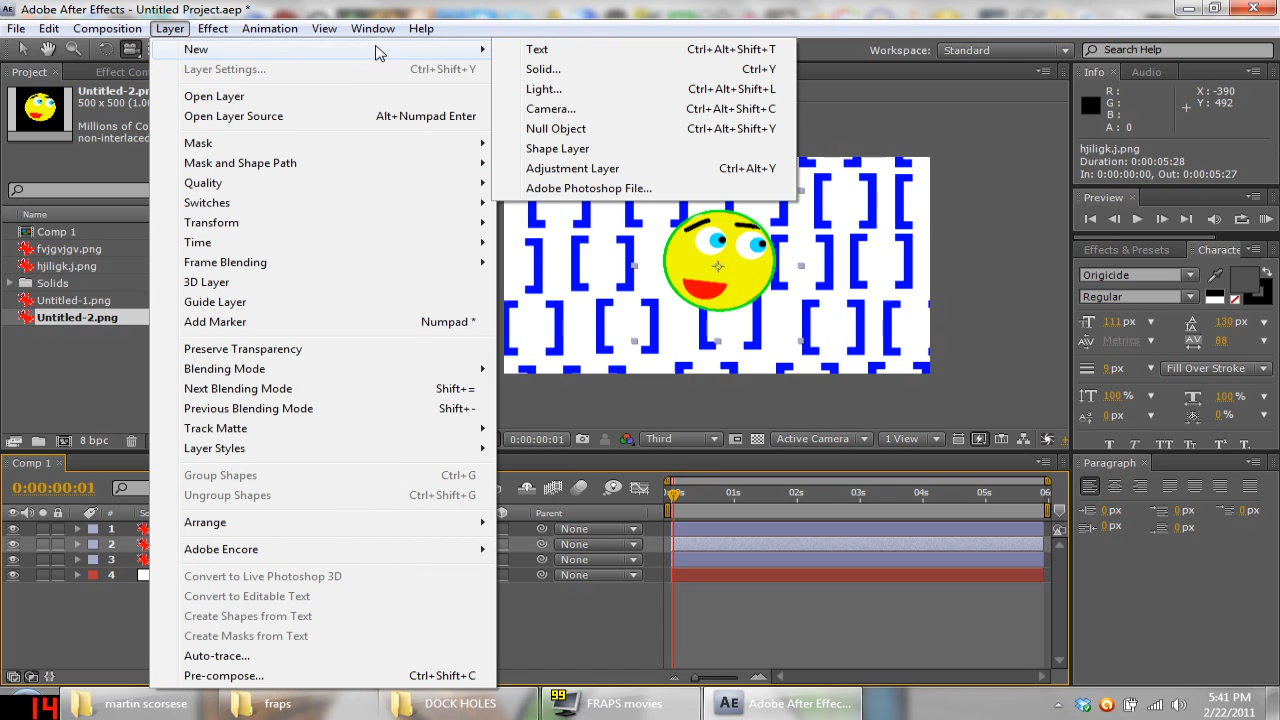 Adobe After Effects - Untitled Project.aep *
File Edit Composition Layer Effect Animation View Window Help
New
Layer Settings... Ctrl+Shift+Y
Open Layer
Open Layer Source Alt+Numpad Enter
Mask
Mask and Shape Path
Quality
Switches
Transform
Time
Frame Blending
3D Layer
Guide Layer
Add Marker Numpad *
Preserve Transparency
Blending Mode
Next Blending Mode Shift+=
Previous Blending Mode Shift+-
Track Matte
Layer Styles
Group Shapes Ctrl+G
Ungroup Shapes Ctrl+Shift+G
Arrange
Adobe Encore
Convert to Live Photoshop 3D
Convert to Editable Text
Create Shapes from Text
Create Masks from Text
Auto-trace...
Pre-compose... Ctrl+Shift+C
Text Ctrl+Alt+Shift+T
Solid... Ctrl+Y
Light... Ctrl+Alt+Shift+L
Camera... Ctrl+Alt+Shift+C
Null Object Ctrl+Alt+Shift+Y
Shape Layer
Adjustment Layer Ctrl+Alt+Y
Adobe Photoshop File...
Workspace: Standard Search Help
Project Effect Cont
Untitled-2.pn
500 x 500 (1.0
Millions of Co
non-interlaced
Name
Comp 1
fvjgvjgv.png
hjiligk.j.png
Solids
Untitled-1.png
Untitled-2.png
8 bpc
Info Audio
R: X: -390
G: Y: 492
B:
A: 0
hjiligk.j.png
Duration: 0:00:05:28
In: 0:00:00:00, Out: 0:00:05:27
Preview
Effects & Presets Characte
Origicide
Regular
111 px 130 px
Metrics 88
9 px Fill Over Stroke
100 % 100 %
0 px 0 %
T T TT Tt
0:00:00:01 Third Active Camera 1 View
Comp 1
0:00:00:01
# So Parent
1 None
2 None
3 None
4 None
01s 02s 03s 04s 05s 06
Paragraph
0 px 0 px 0 px
0 px 0 px
14 martin scorsese fraps DOCK HOLES 99 FRAPS movies AE Adobe After Effec...
5:41 PM
2/22/2011